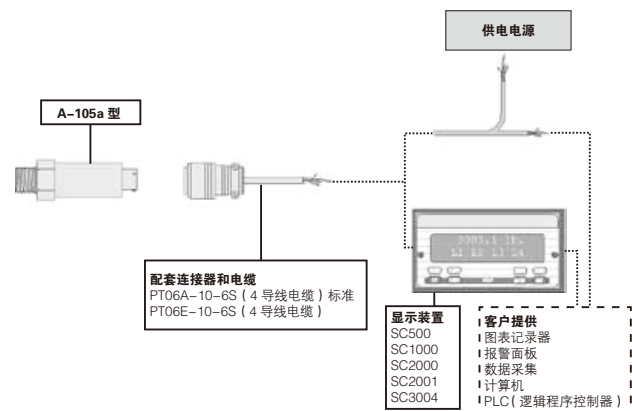 供电电源
A–105a 型
配套连接器和电缆
PT06A–10–6S（4 导线电缆）标准
PT06E–10–6S（4 导线电缆）
显示装置
SC500
SC1000
SC2000
SC2001
SC3004
客户提供
图表记录器
报警面板
数据采集
计算机
PLC（逻辑程序控制器）